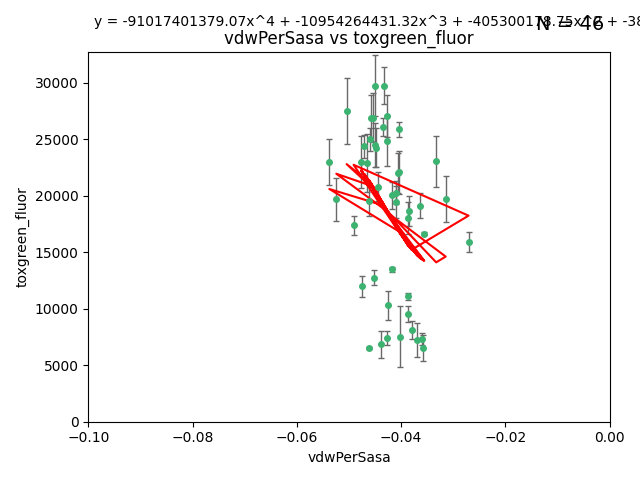 y = -91017401379.07x^4 + -10954264431.32x^3 + -405300178.75x^2 + -38
N = 46
vdwPerSasa vs toxgreen_fluor
30000
25000
20000
15000
10000
5000
0
toxgreen_fluor
−0.10 −0.08 −0.06 −0.04 −0.02 0.00
vdwPerSasa